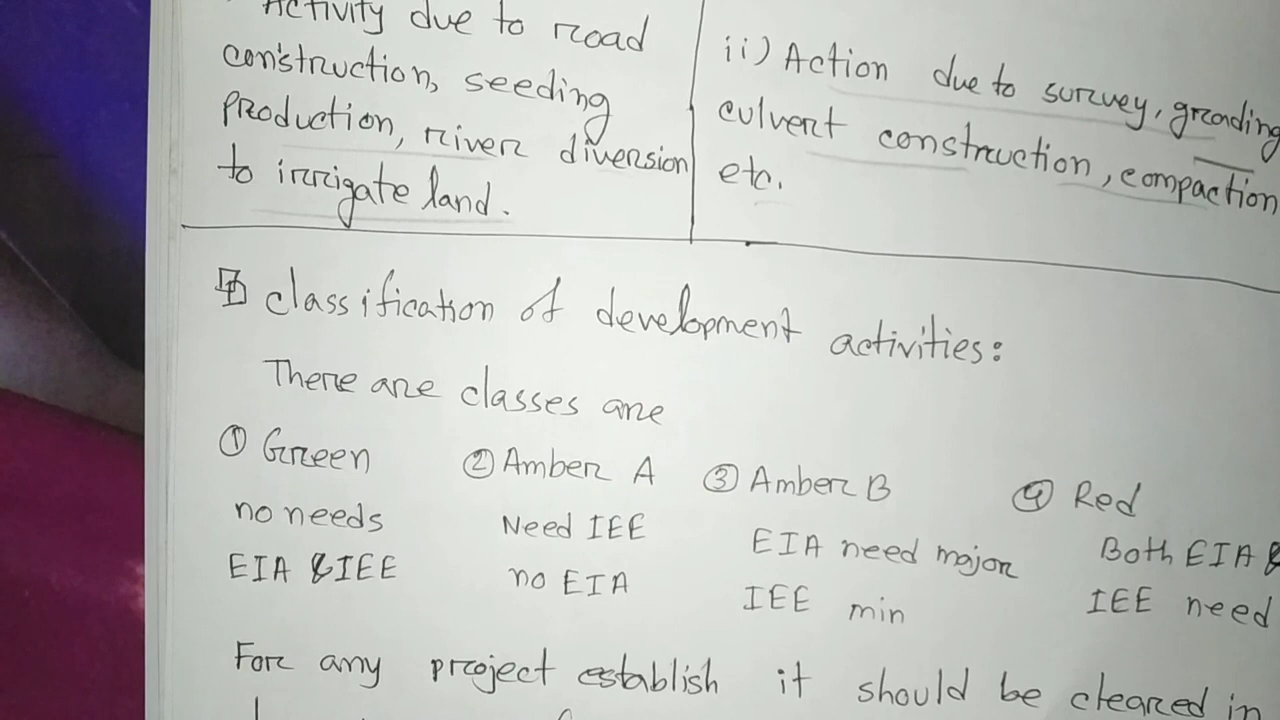 Activity due to road
construction, seeding
production, river diversion
to irrigate land.
ii) Action due to survey, grading
culvert construction, compaction
etc.
classification of development activities:
There are classes are
① Green ② Amber A ③ Amber B ④ Red
no needs Need IEE EIA need major Both EIA &
EIA & IEE no EIA IEE min IEE need
For any project establish it should be cleared in